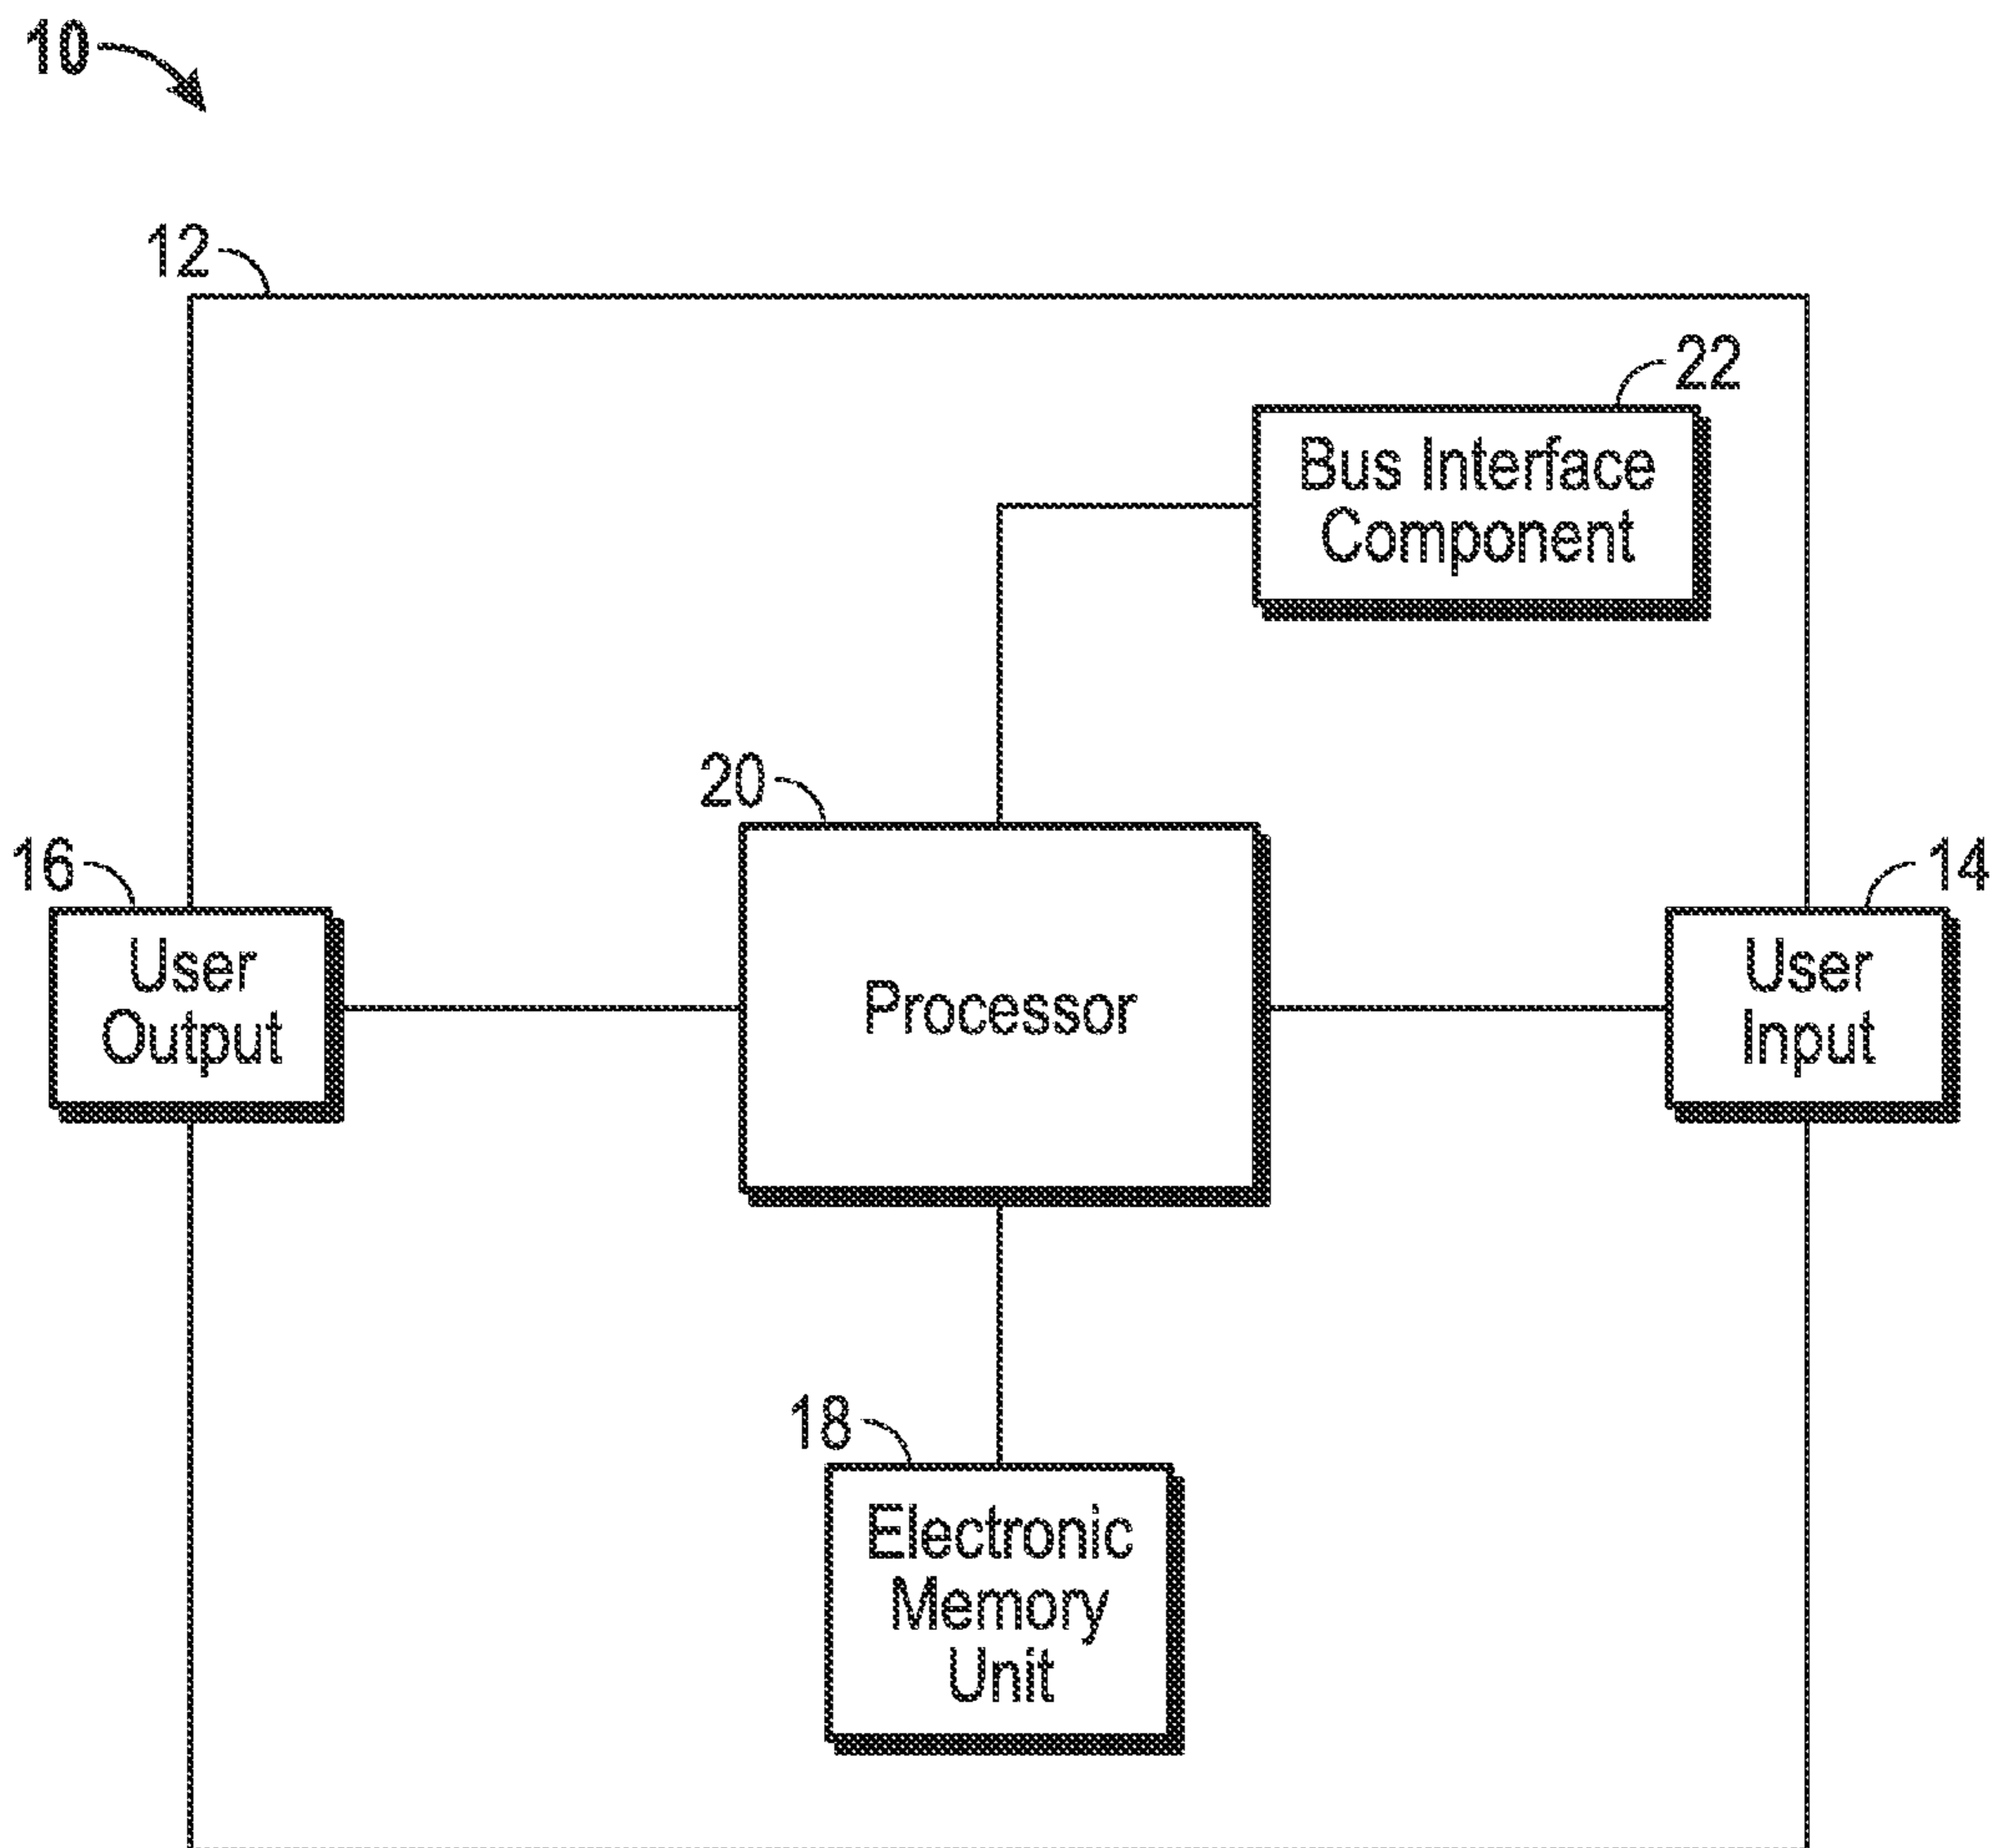 10
12
22
Bus Interface
Component
20
16
14
User
Output
Processor
User
Input
18
Electronic
Memory
Unit